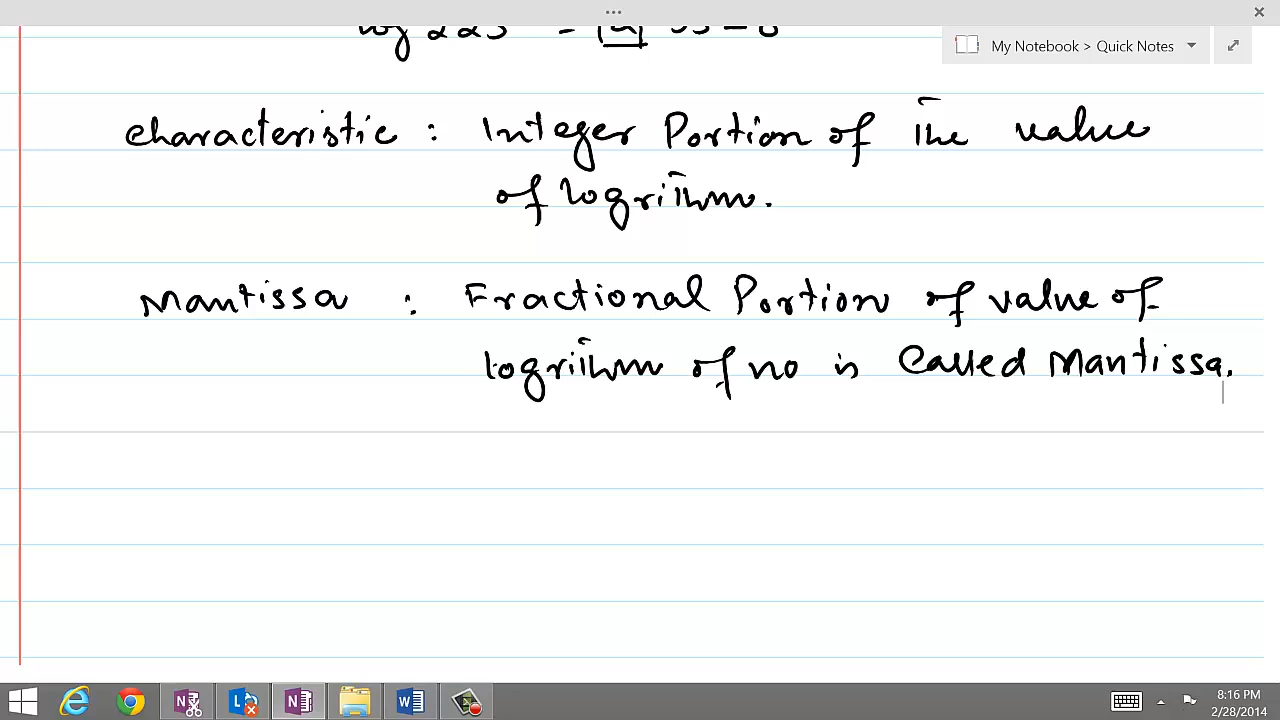 My Notebook > Quick Notes
characteristic : Integer Portion of the value
of logrithm.
Mantissa : Fractional Portion of value of
logrithm of no is called Mantissa.
8:16 PM
2/28/2014